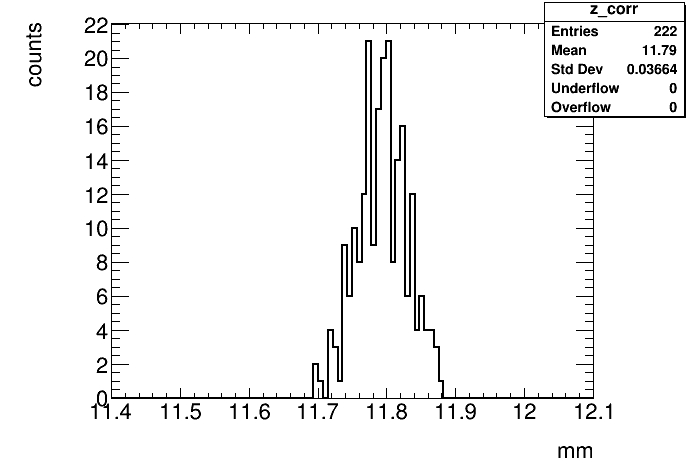 z_corr
Entries 222
Mean 11.79
Std Dev 0.03664
Underflow 0
Overflow 0
counts
22
20
18
16
14
12
10
8
6
4
2
0
11.4 11.5 11.6 11.7 11.8 11.9 12 12.1
mm